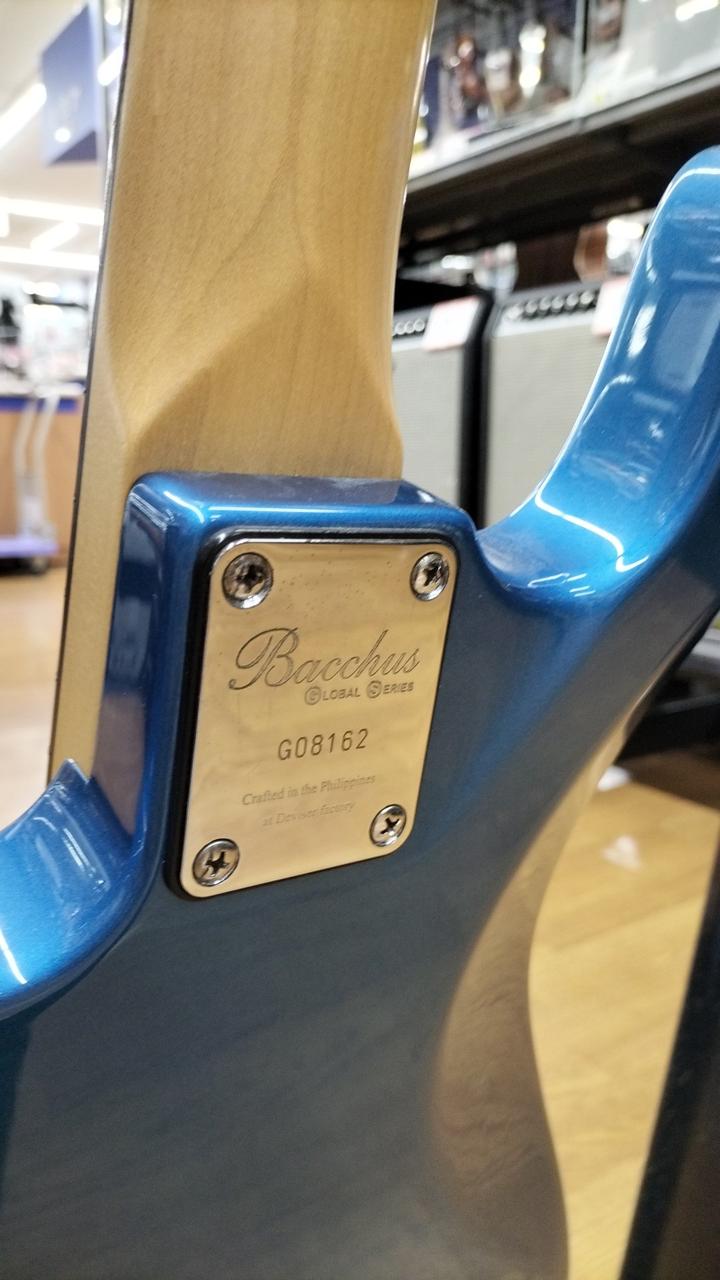 Bacchus
GLOBAL SERIES
G08162
Crafted in the Philippines
at Deviser factory